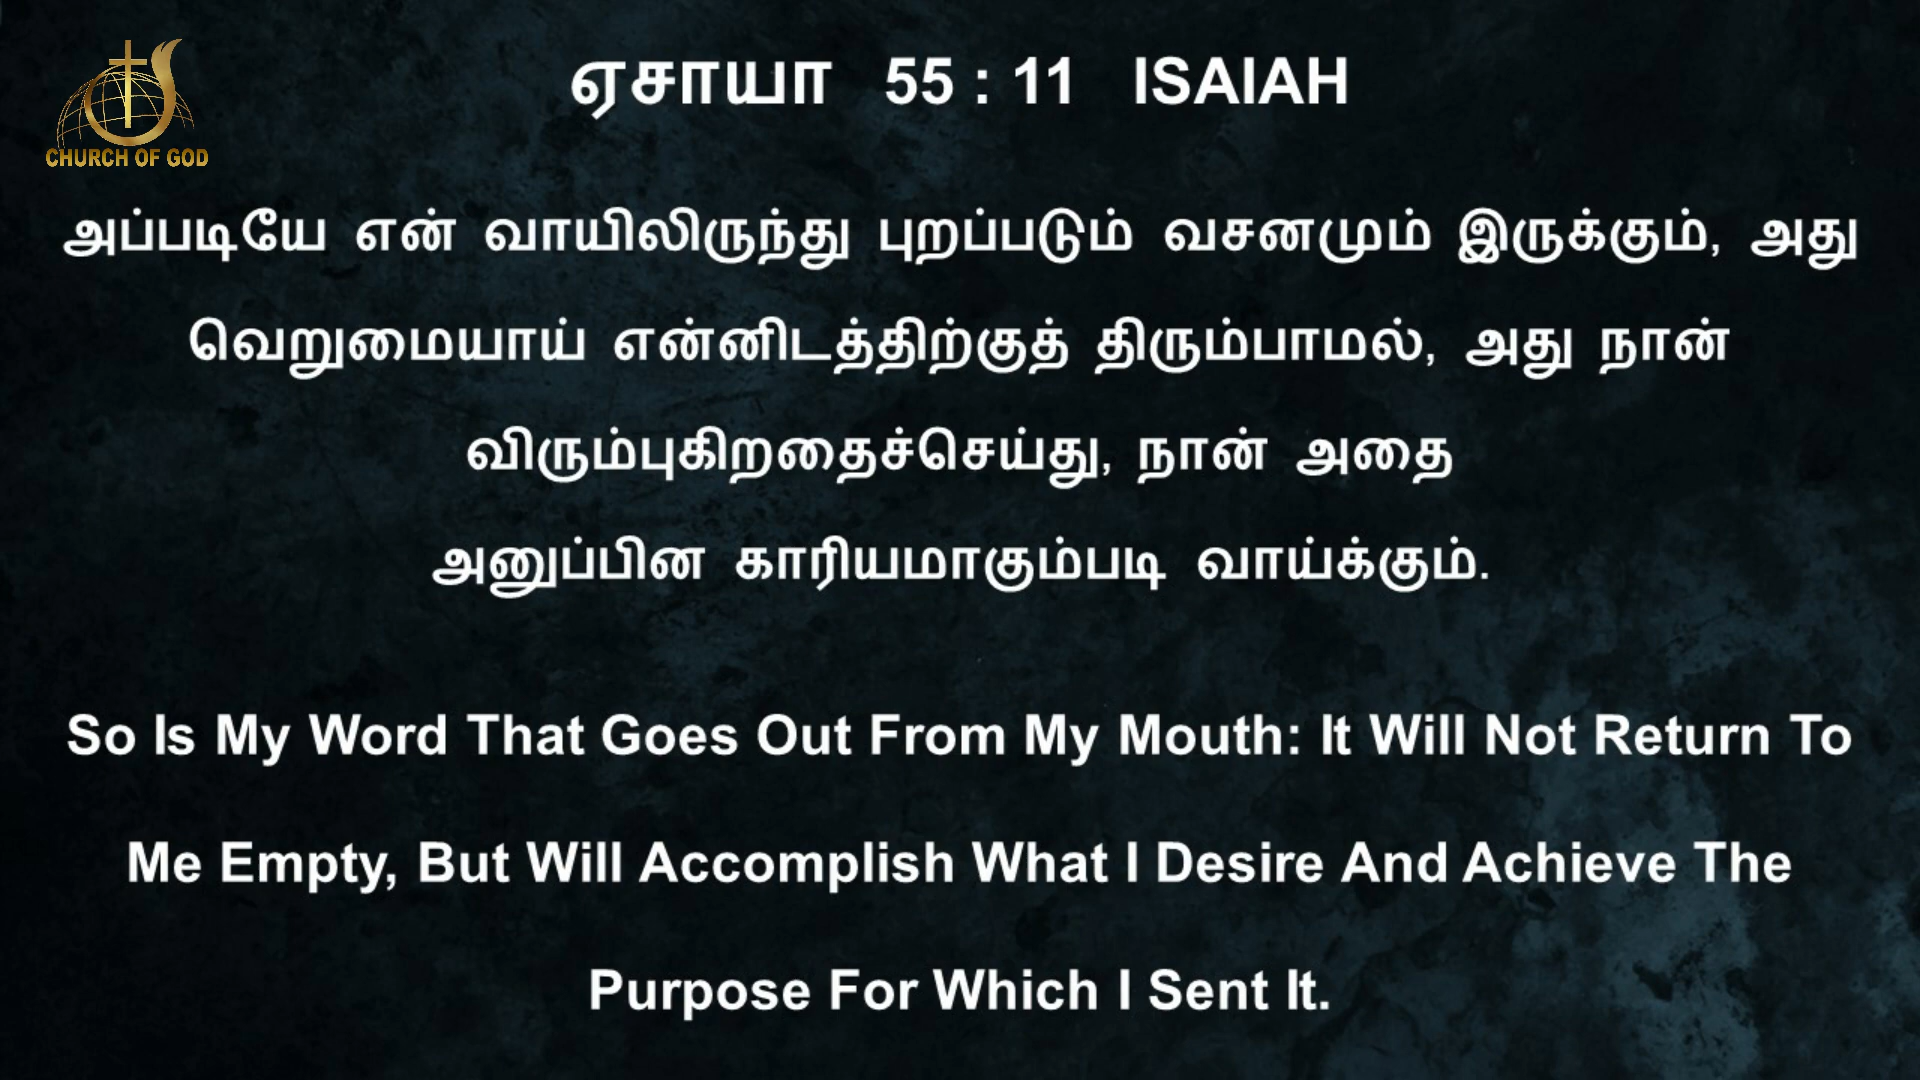 CHURCH OF GOD
ஏசாயா 55 : 11 ISAIAH
அப்படியே என் வாயிலிருந்து புறப்படும் வசனமும் இருக்கும், அது
வெறுமையாய் என்னிடத்திற்குத் திரும்பாமல், அது நான்
விரும்புகிறதைச்செய்து, நான் அதை
அனுப்பின காரியமாகும்படி வாய்க்கும்.
So Is My Word That Goes Out From My Mouth: It Will Not Return To
Me Empty, But Will Accomplish What I Desire And Achieve The
Purpose For Which I Sent It.